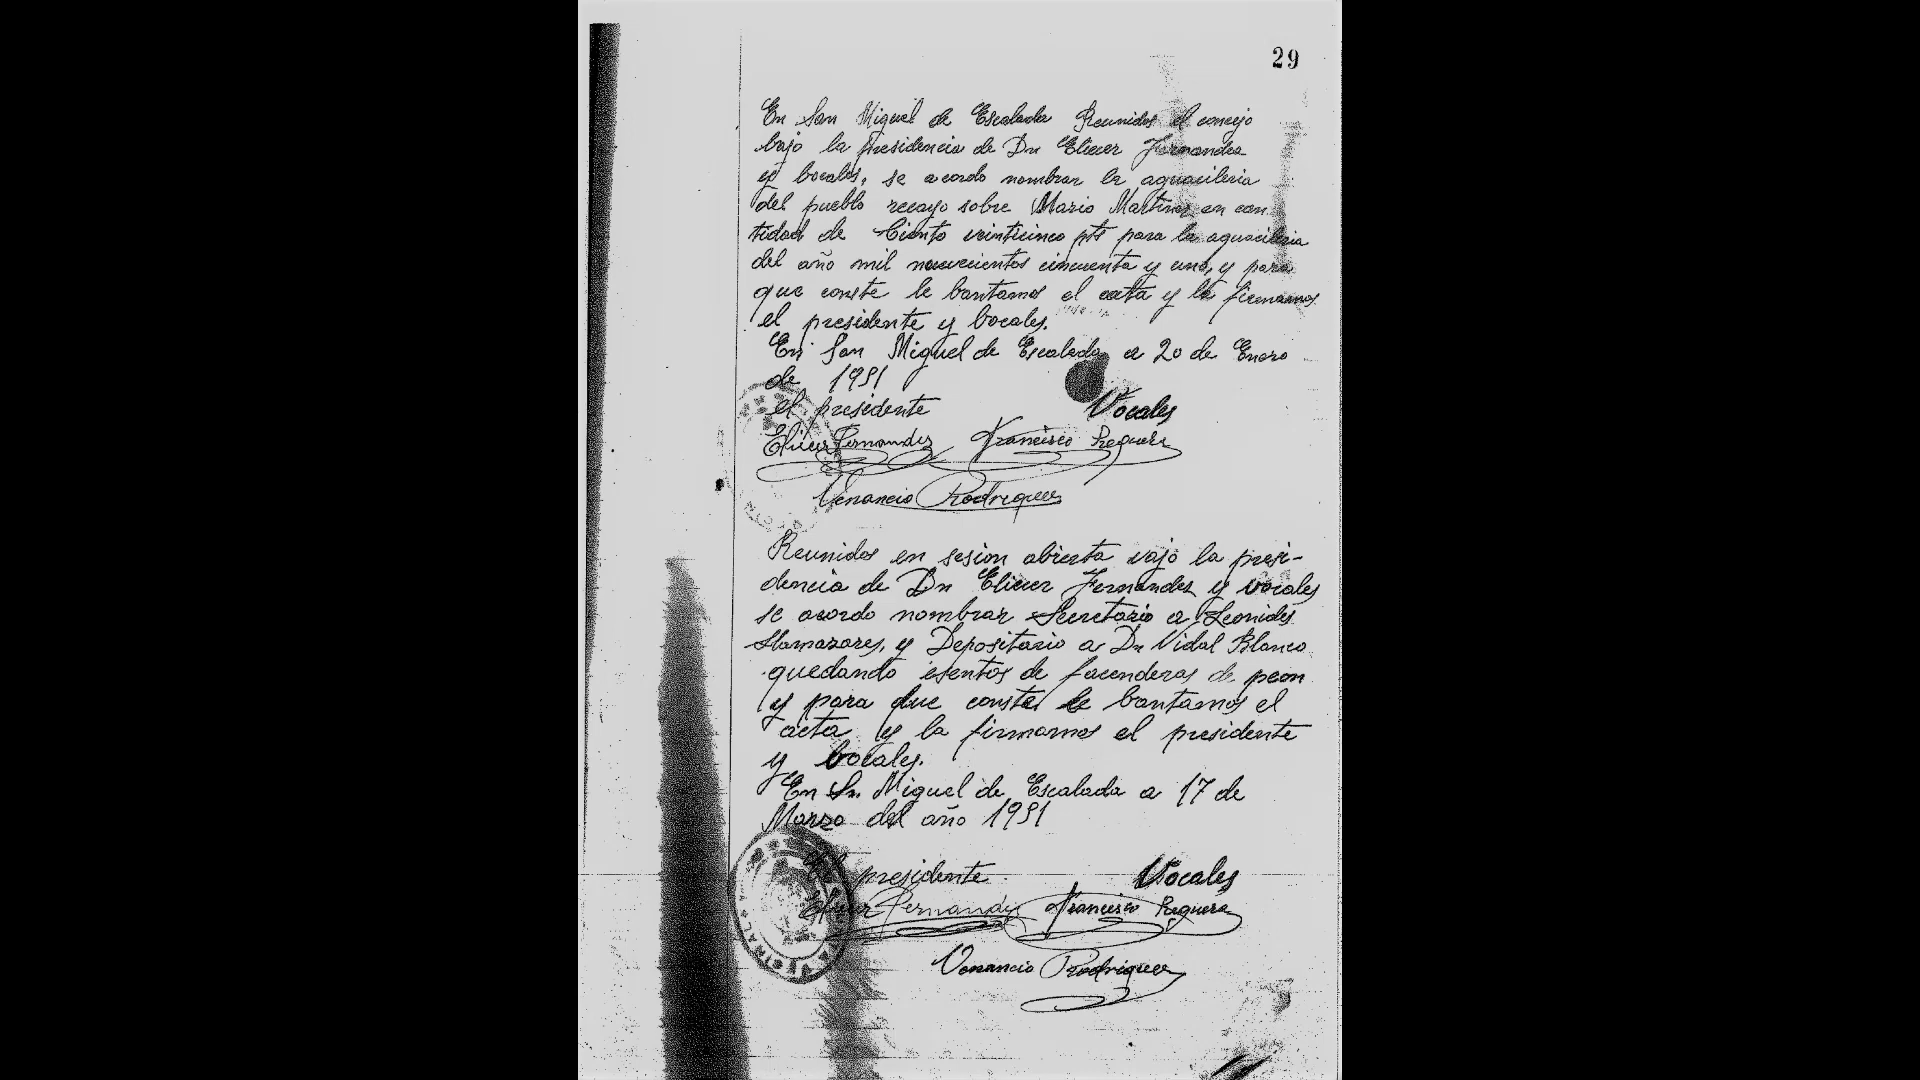 29
En San Miguel de Escalada Reunidos el concejo
bajo la presidencia de Dn Elicer Fernandez
y bocales, se acordo nombrar la aguacileria
del pueblo recayo sobre Mario Martinez en can
tidad de Ciento veinticinco pts para la aguacileria
del año mil novecientos cincuenta y uno, y para
que conste le bantamos el acta y la firmamos
el presidente y bocales.
En San Miguel de Escalada a 20 de Enero
de 1951
el presidente Vocales
Elicer Fernandez Francisco Reguera
Venancio Rodriguez
Reunidos en sesion abierta vajo la presi-
dencia de Dn Elicer Fernandez y vocales
se acordo nombrar Secretario a Leonides
Llamazares, y Depositario a Dn Vidal Blanco
quedando esentos de facenderas de peon
y para que conste le bantamos el
acta y la firmamos el presidente
y bocales.
En Sn Miguel de Escalada a 17 de
Marzo del año 1951
el presidente Vocales
Elicer Fernandez Francisco Reguera
Venancio Rodriguez